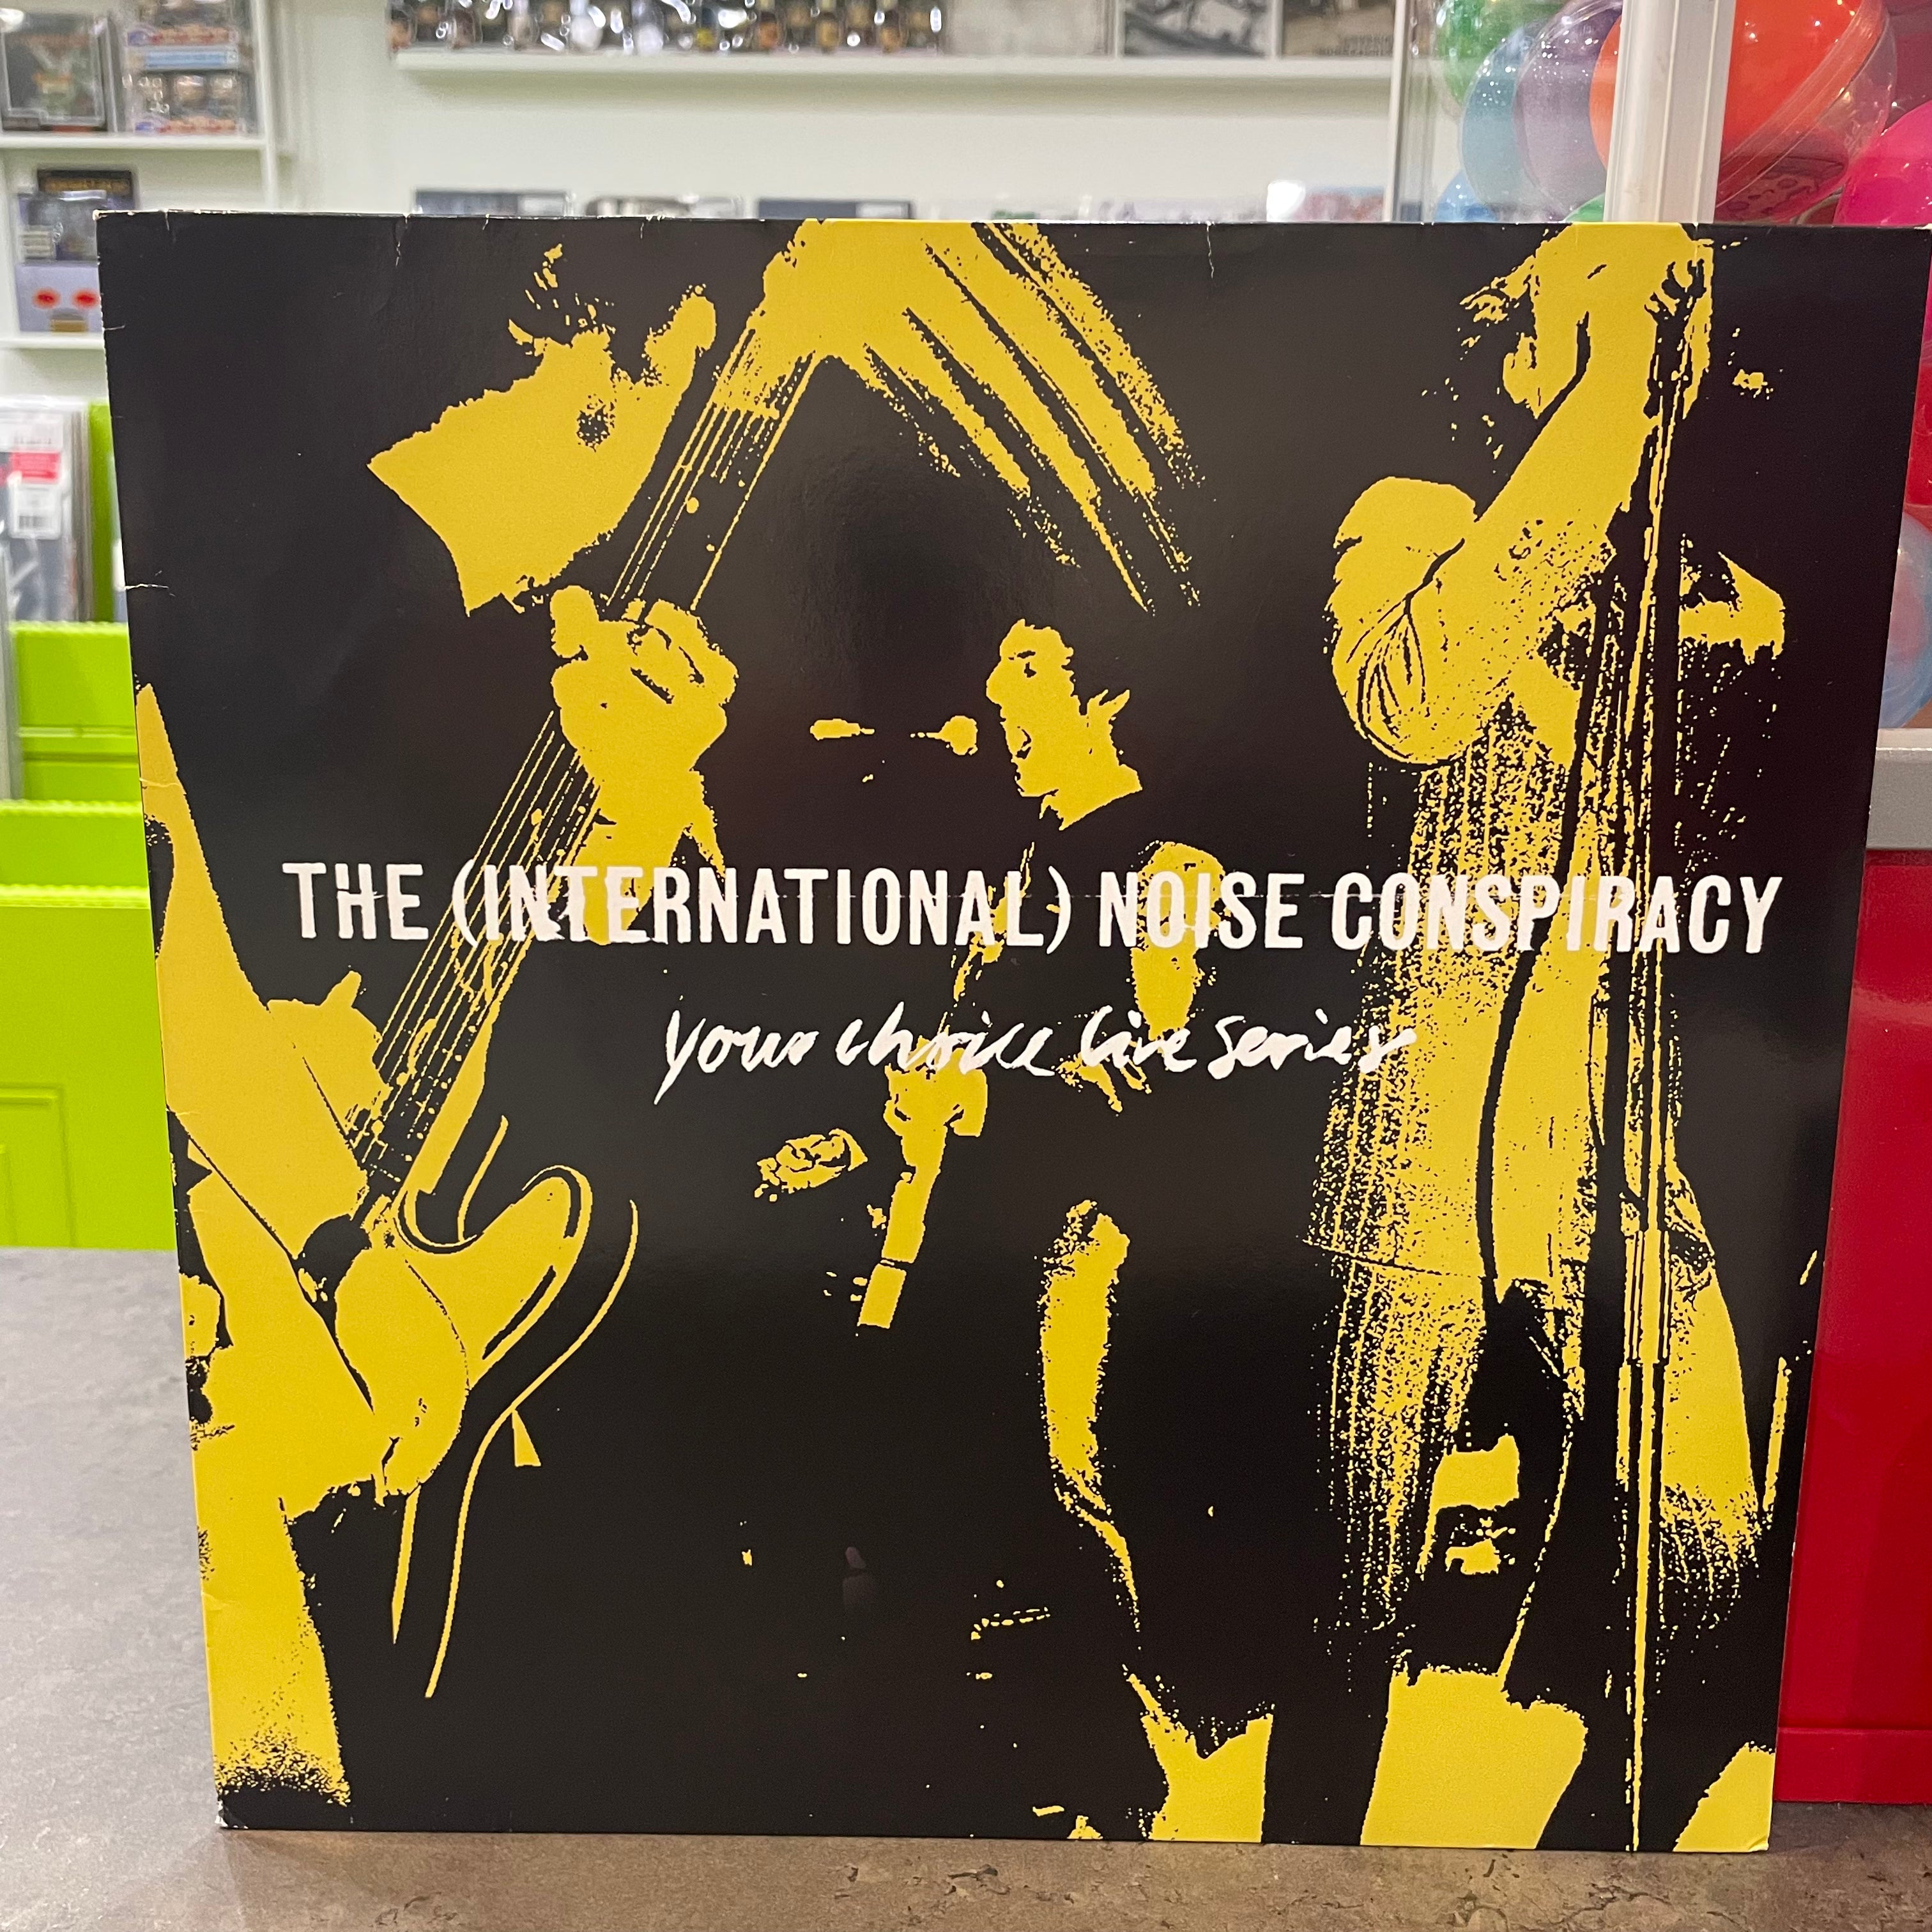 THE (INTERNATIONAL) NOISE CONSPIRACY
your choice live series